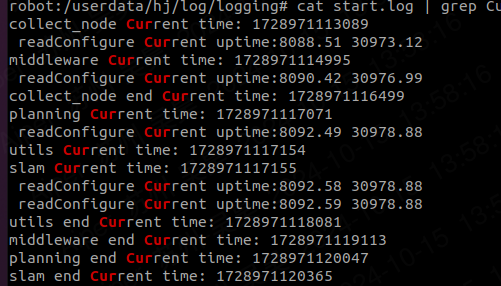 robot:/userdata/hj/log/logging# cat start.log | grep Cu
collect_node Current time: 1728971113089
 readConfigure Current uptime:8088.51 30973.12
middleware Current time: 1728971114995
 readConfigure Current uptime:8090.42 30976.99
collect_node end Current time: 1728971116499
planning Current time: 1728971117071
 readConfigure Current uptime:8092.49 30978.88
utils Current time: 1728971117154
slam Current time: 1728971117155
 readConfigure Current uptime:8092.58 30978.88
 readConfigure Current uptime:8092.59 30978.88
utils end Current time: 1728971118081
middleware end Current time: 1728971119113
planning end Current time: 1728971120047
slam end Current time: 1728971120365